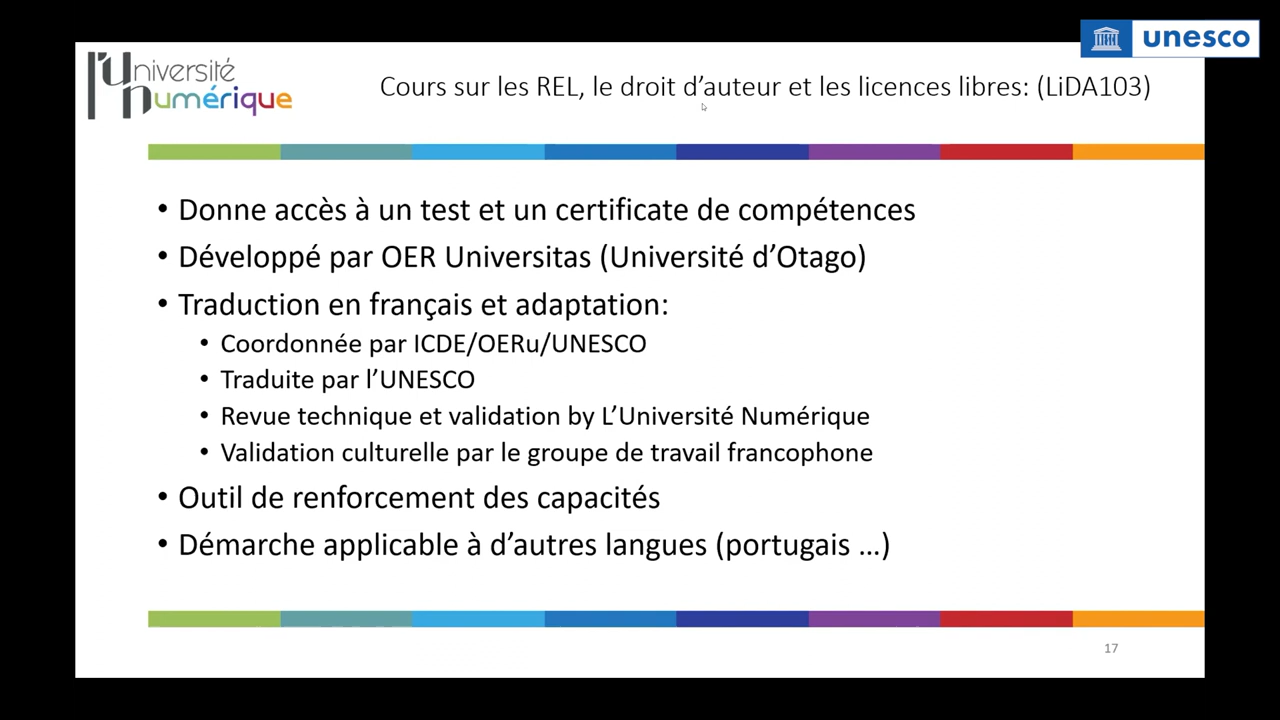 unesco
l'Université
numérique
Cours sur les REL, le droit d’auteur et les licences libres: (LiDA103)
• Donne accès à un test et un certificate de compétences
• Développé par OER Universitas (Université d’Otago)
• Traduction en français et adaptation:
• Coordonnée par ICDE/OERu/UNESCO
• Traduite par l’UNESCO
• Revue technique et validation by L’Université Numérique
• Validation culturelle par le groupe de travail francophone
• Outil de renforcement des capacités
• Démarche applicable à d’autres langues (portugais …)
17